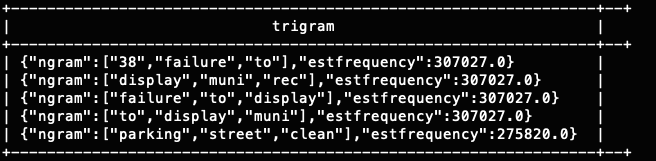 +------------------------------------------------------------------+--+
|                             trigram                              |
+------------------------------------------------------------------+--+
| {"ngram":["38","failure","to"],"estfrequency":307027.0}          |
| {"ngram":["display","muni","rec"],"estfrequency":307027.0}       |
| {"ngram":["failure","to","display"],"estfrequency":307027.0}     |
| {"ngram":["to","display","muni"],"estfrequency":307027.0}        |
| {"ngram":["parking","street","clean"],"estfrequency":275820.0}   |
+------------------------------------------------------------------+--+